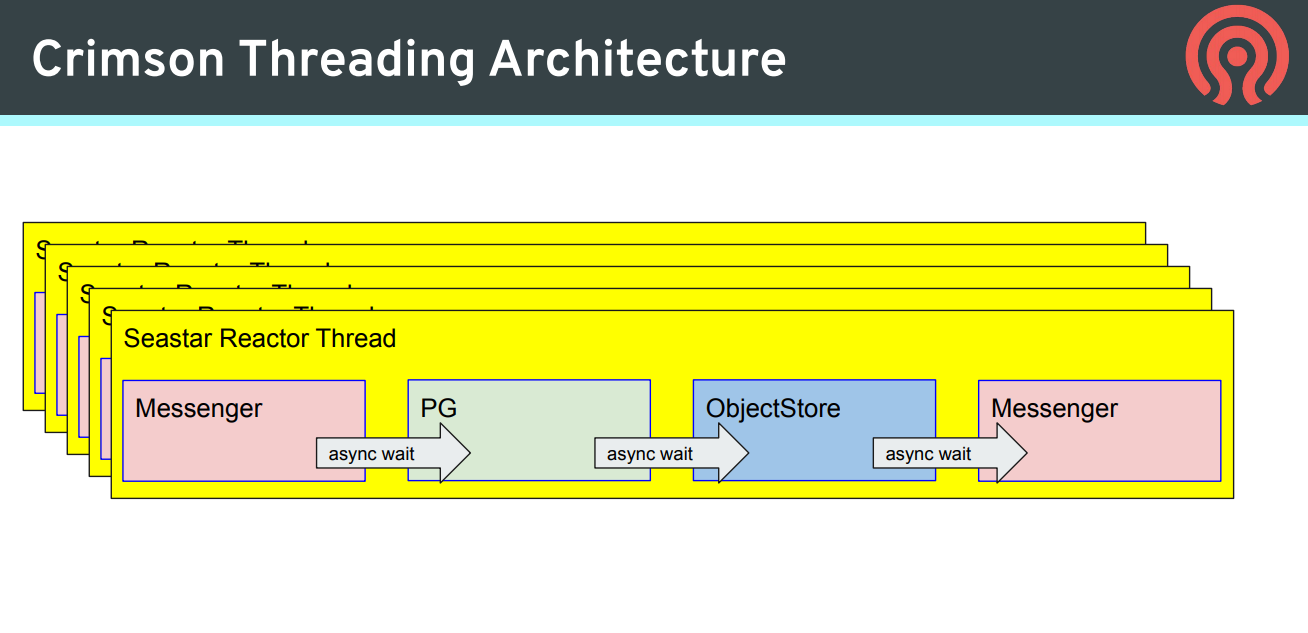 Crimson Threading Architecture
Seastar Reactor Thread
Messenger
PG
ObjectStore
Messenger
async wait
async wait
async wait